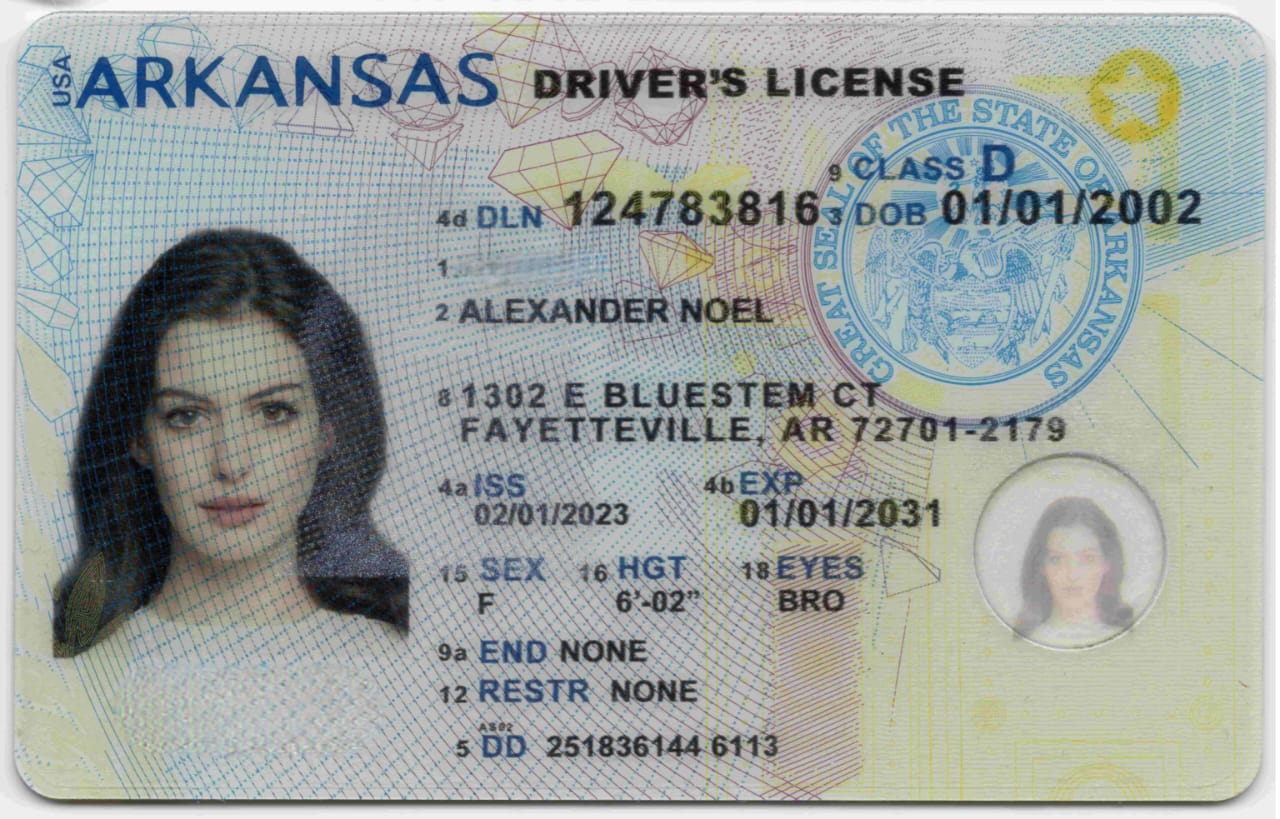 USA ARKANSAS DRIVER'S LICENSE
GREAT SEAL OF THE STATE OF ARKANSAS
9 CLASS D
4d DLN 124783816 3 DOB 01/01/2002
1
2 ALEXANDER NOEL
8 1302 E BLUESTEM CT
FAYETTEVILLE, AR 72701-2179
4a ISS 4b EXP
02/01/2023 01/01/2031
15 SEX 16 HGT 18 EYES
F 6'-02" BRO
9a END NONE
12 RESTR NONE
AS02
5 DD 251836144 6113